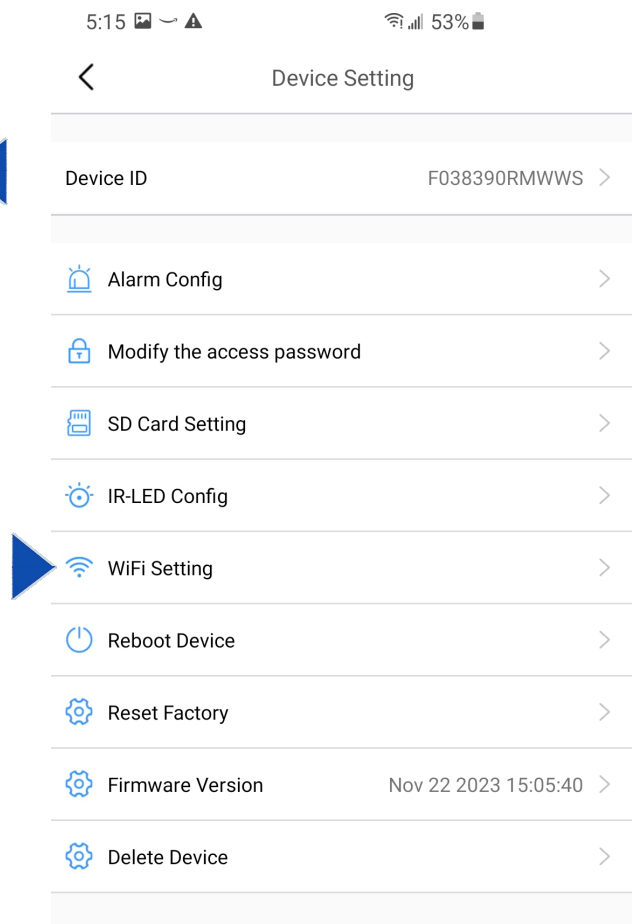 5:15 53%
Device Setting
Device ID F038390RMWWS
Alarm Config
Modify the access password
SD Card Setting
IR-LED Config
WiFi Setting
Reboot Device
Reset Factory
Firmware Version Nov 22 2023 15:05:40
Delete Device